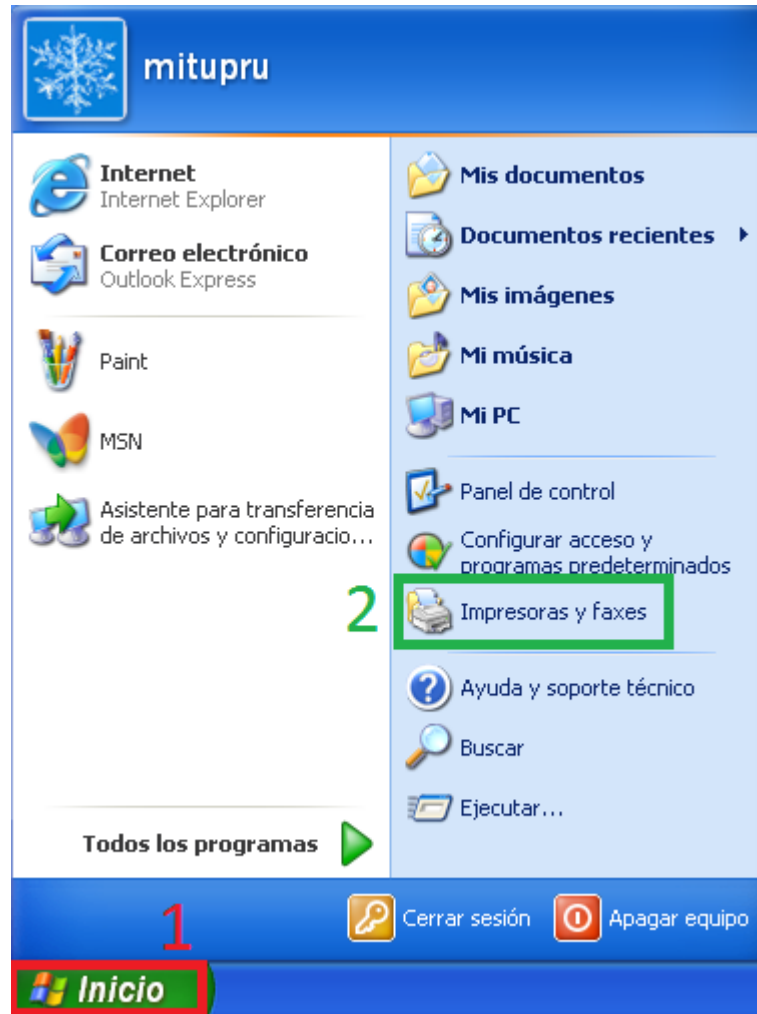 mitupru
Internet
Internet Explorer
Correo electrónico
Outlook Express
Paint
MSN
Asistente para transferencia
de archivos y configuracio...
Todos los programas
Mis documentos
Documentos recientes
Mis imágenes
Mi música
Mi PC
Panel de control
Configurar acceso y
programas predeterminados
2
Impresoras y faxes
Ayuda y soporte técnico
Buscar
Ejecutar...
Cerrar sesión
Apagar equipo
1
Inicio